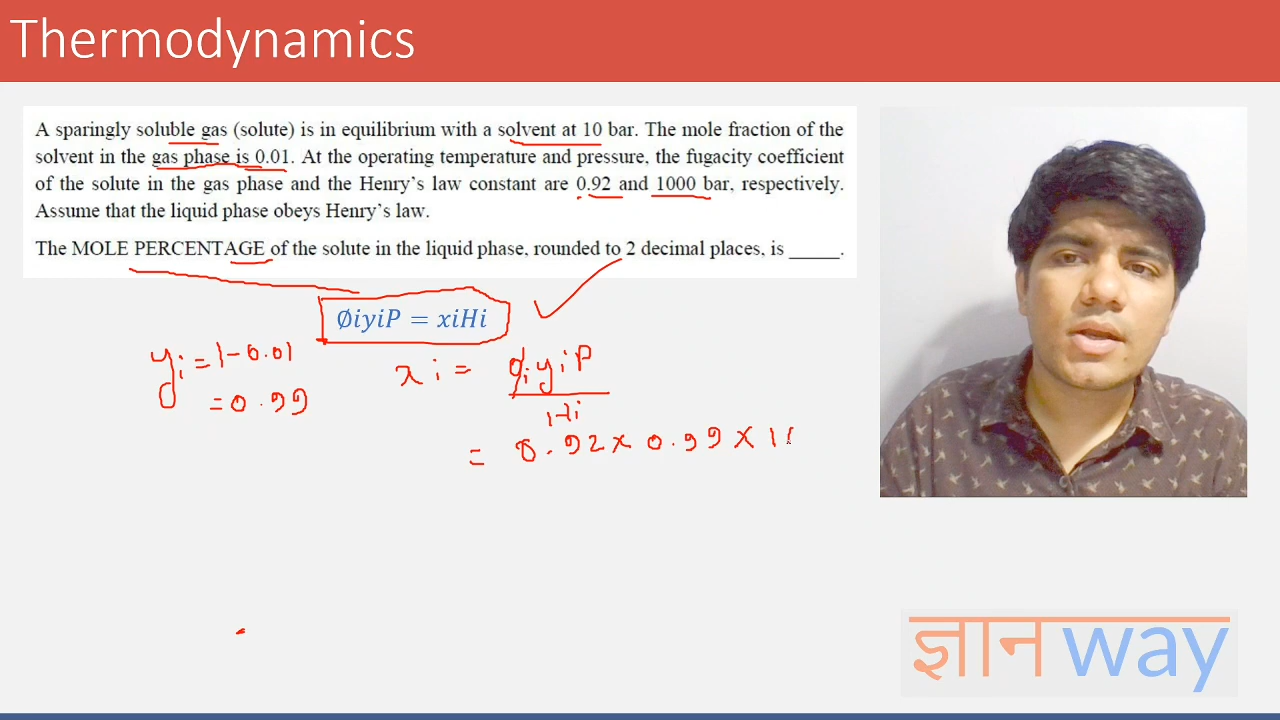 Thermodynamics
A sparingly soluble gas (solute) is in equilibrium with a solvent at 10 bar. The mole fraction of the
solvent in the gas phase is 0.01. At the operating temperature and pressure, the fugacity coefficient
of the solute in the gas phase and the Henry's law constant are 0.92 and 1000 bar, respectively.
Assume that the liquid phase obeys Henry's law.
The MOLE PERCENTAGE of the solute in the liquid phase, rounded to 2 decimal places, is _____.
∅iyiP = xiHi
yi = 1-0.01
= 0.99
xi = ϕi yi P
Hi
= 0.92 x 0.99 x 1
ज्ञान way